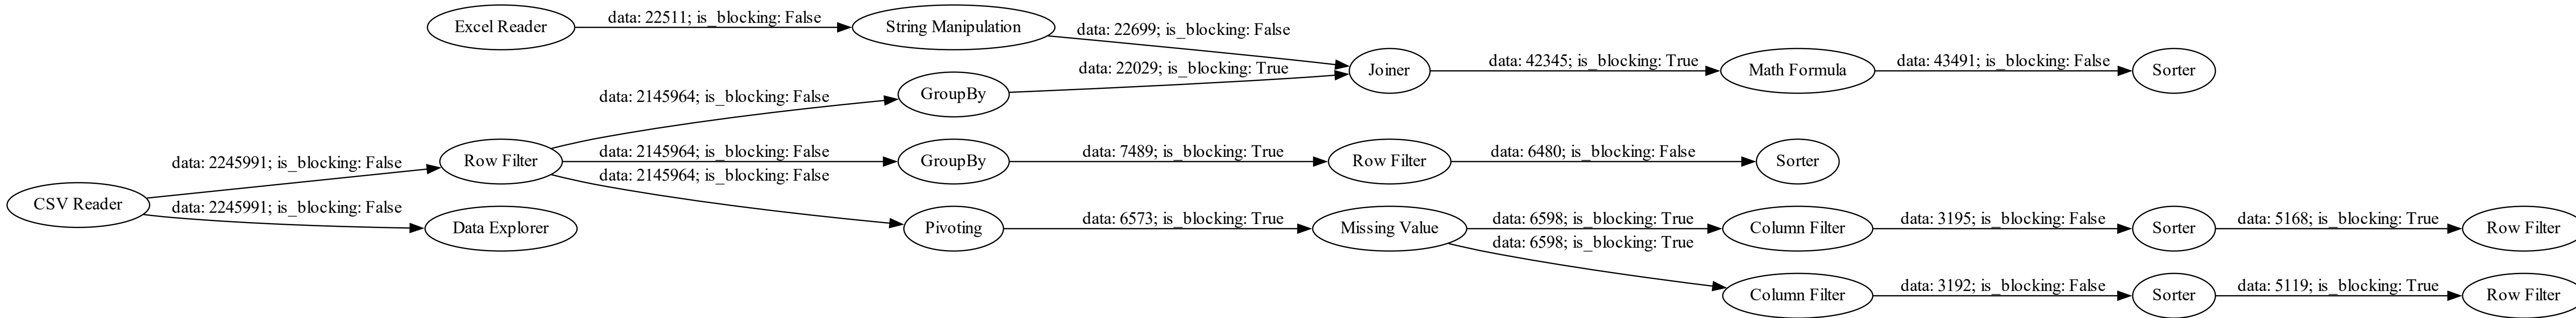 Excel Reader
data: 22511; is_blocking: False
String Manipulation
data: 22699; is_blocking: False
data: 22029; is_blocking: True
Joiner
data: 42345; is_blocking: True
Math Formula
data: 43491; is_blocking: False
Sorter
data: 2145964; is_blocking: False
GroupBy
data: 2245991; is_blocking: False
Row Filter
data: 2145964; is_blocking: False
GroupBy
data: 7489; is_blocking: True
Row Filter
data: 6480; is_blocking: False
Sorter
data: 2145964; is_blocking: False
CSV Reader
data: 2245991; is_blocking: False
Data Explorer
Pivoting
data: 6573; is_blocking: True
Missing Value
data: 6598; is_blocking: True
Column Filter
data: 3195; is_blocking: False
Sorter
data: 5168; is_blocking: True
Row Filter
data: 6598; is_blocking: True
Column Filter
data: 3192; is_blocking: False
Sorter
data: 5119; is_blocking: True
Row Filter